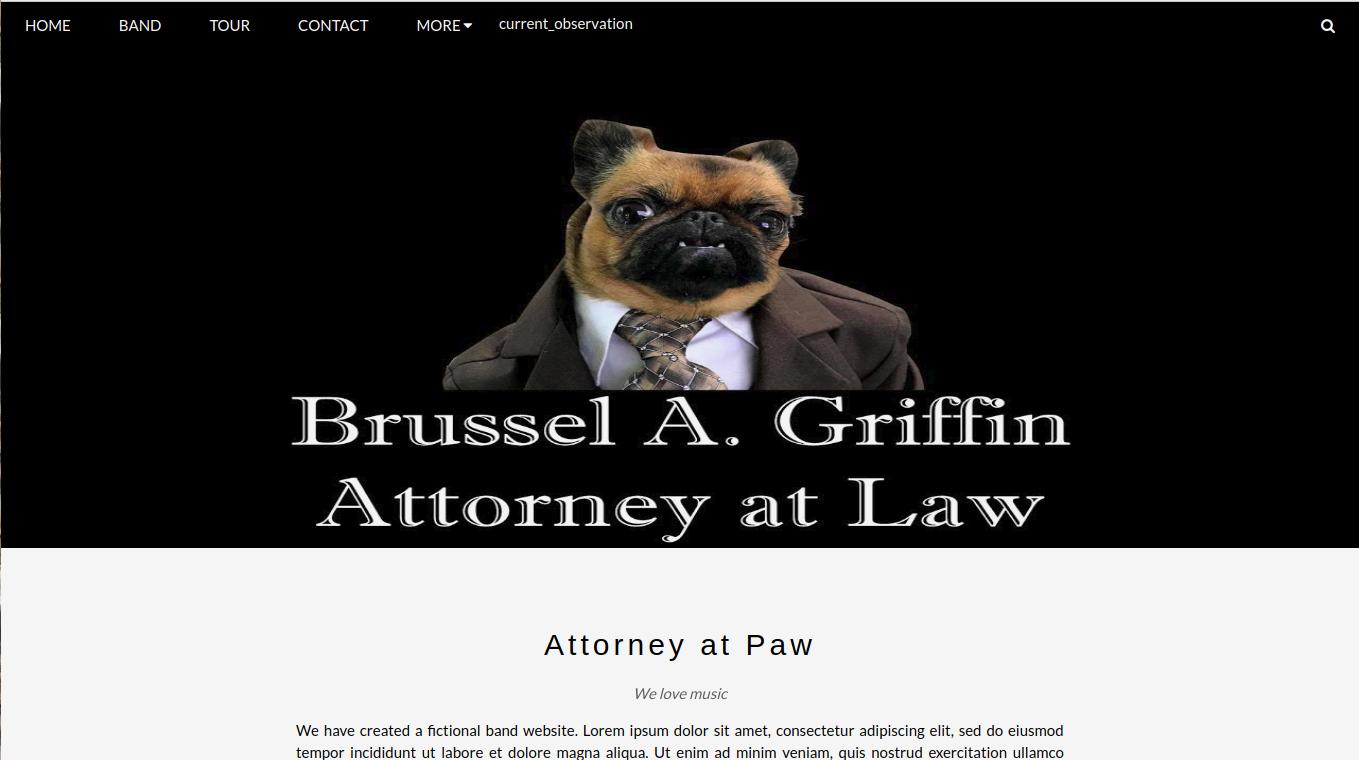 HOME BAND TOUR CONTACT MORE current_observation
Brussel A. Griffin
Attorney at Law
Attorney at Paw
We love music
We have created a fictional band website. Lorem ipsum dolor sit amet, consectetur adipiscing elit, sed do eiusmod
tempor incididunt ut labore et dolore magna aliqua. Ut enim ad minim veniam, quis nostrud exercitation ullamco